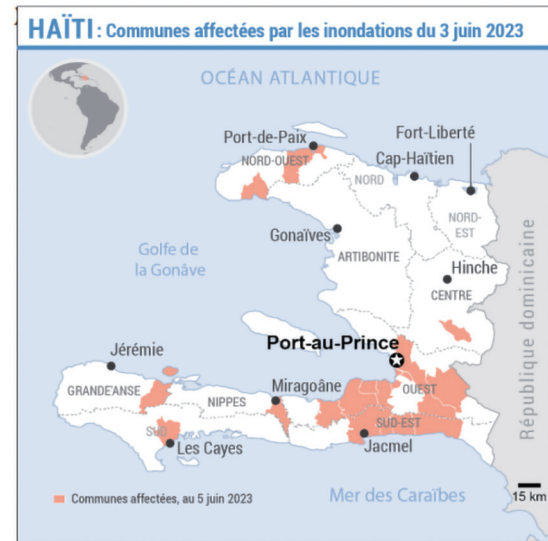 HAÏTI : Communes affectées par les inondations du 3 juin 2023
OCÉAN ATLANTIQUE
Port-de-Paix
Fort-Liberté
NORD-OUEST
Cap-Haïtien
NORD
NORD-
EST
Gonaïves
Golfe de
la Gonâve
ARTIBONITE
Hinche
CENTRE
République dominicaine
Port-au-Prince
Jérémie
Miragoâne
OUEST
GRANDE'ANSE
NIPPES
SUD-EST
SUD
Les Cayes
Jacmel
Communes affectées, au 5 juin 2023
Mer des Caraïbes
15 km